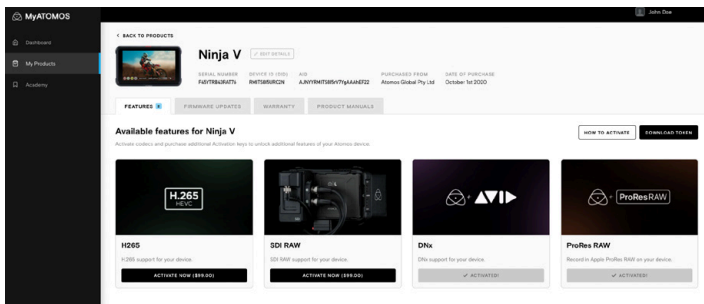 MyATOMOS
John Doe
Dashboard
My Products
Academy
< BACK TO PRODUCTS
Ninja V
EDIT DETAILS
SERIAL NUMBER DEVICE ID (DID) AID PURCHASED FROM DATE OF PURCHASE
Atomos Global Pty Ltd October 1st 2020
FEATURES FIRMWARE UPDATES WARRANTY PRODUCT MANUALS
Available features for Ninja V
HOW TO ACTIVATE
DOWNLOAD TOKEN
Activate codecs and purchase additional Activation keys to unlock additional features of your Atomos device.
H.265
HEVC
+ AVID
+ ProRes RAW
H265
H.265 support for your device.
ACTIVATE NOW ($99.00)
SDI RAW
SDI RAW support for your device.
ACTIVATE NOW ($99.00)
DNx
DNx support for your device.
✓ ACTIVATED!
ProRes RAW
Record in Apple ProRes RAW on your device.
✓ ACTIVATED!